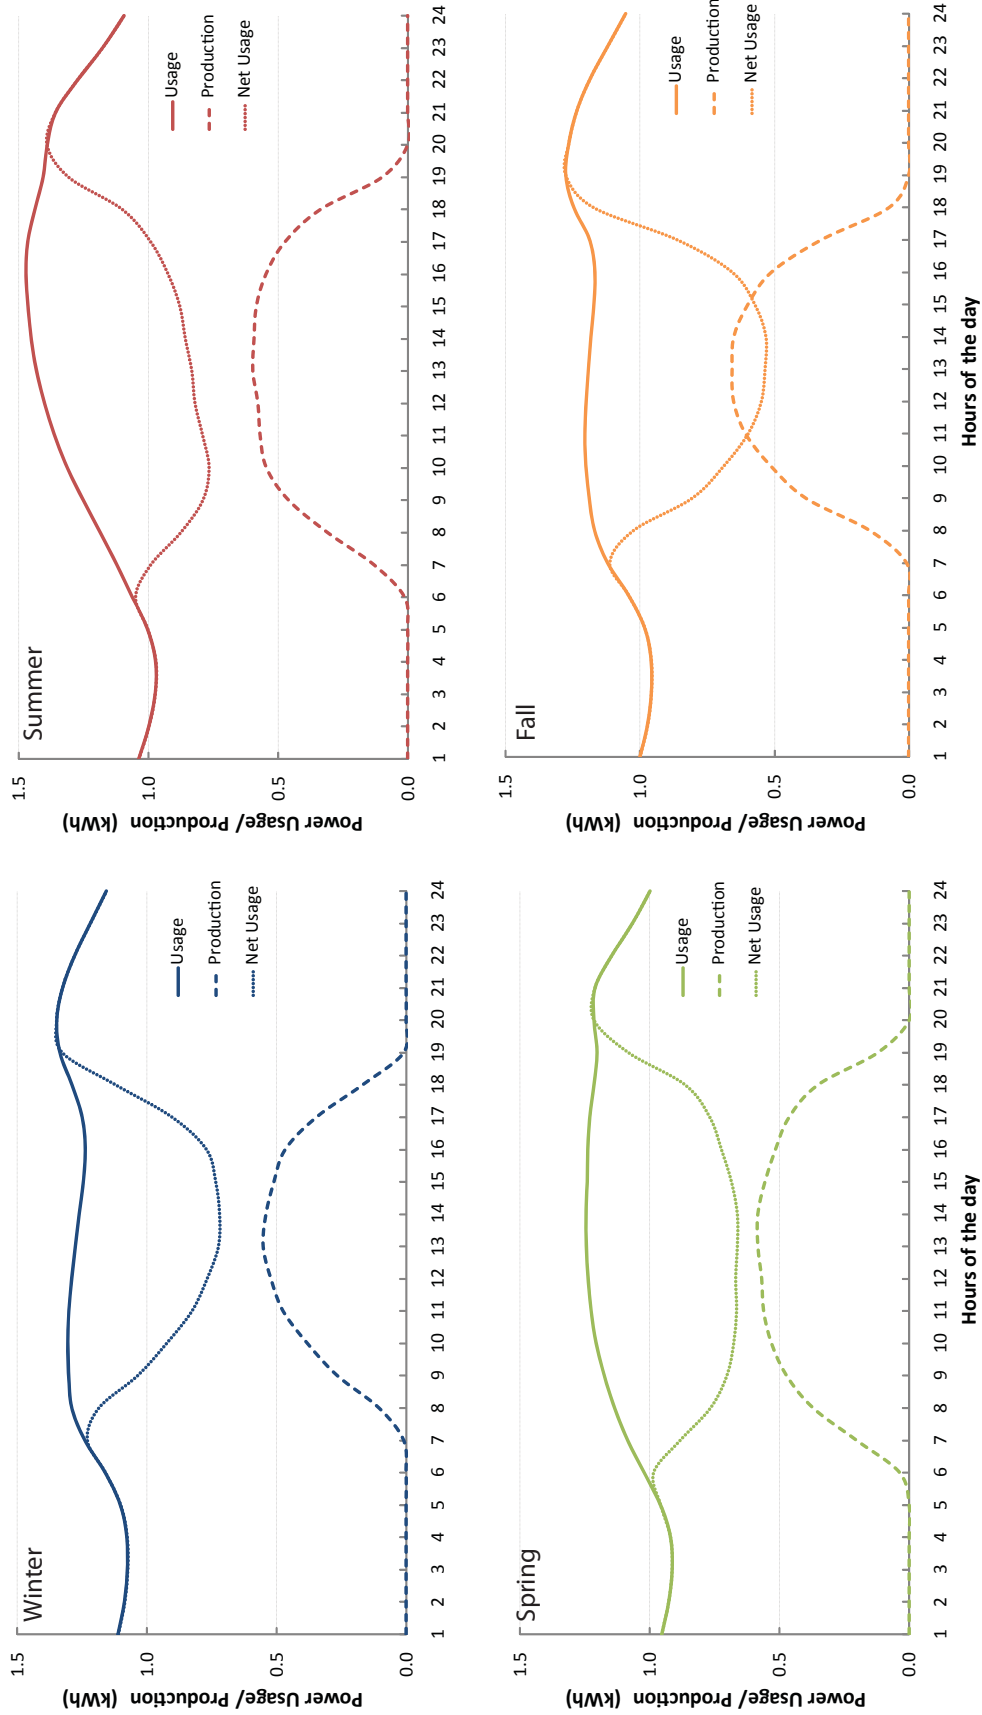 Winter
Power Usage/ Production (kWh)
1.5
1.0
0.5
0.0
1 2 3 4 5 6 7 8 9 10 11 12 13 14 15 16 17 18 19 20 21 22 23 24
Usage
Production
Net Usage
Summer
Power Usage/ Production (kWh)
1.5
1.0
0.5
0.0
1 2 3 4 5 6 7 8 9 10 11 12 13 14 15 16 17 18 19 20 21 22 23 24
Usage
Production
Net Usage
Spring
Power Usage/ Production (kWh)
1.5
1.0
0.5
0.0
1 2 3 4 5 6 7 8 9 10 11 12 13 14 15 16 17 18 19 20 21 22 23 24
Hours of the day
Usage
Production
Net Usage
Fall
Power Usage/ Production (kWh)
1.5
1.0
0.5
0.0
1 2 3 4 5 6 7 8 9 10 11 12 13 14 15 16 17 18 19 20 21 22 23 24
Hours of the day
Usage
Production
Net Usage